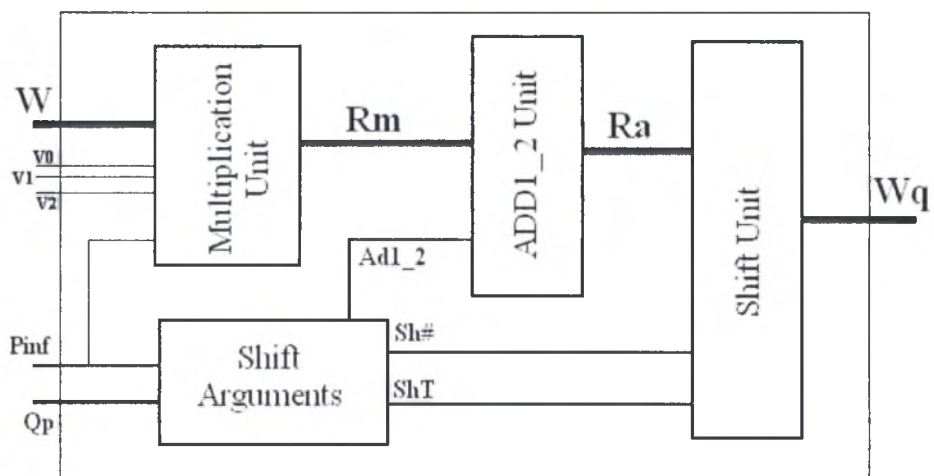 W
V0
V1
V2
Multiplication
Unit
Rm
ADD1_2 Unit
Ra
Shift Unit
Wq
Ad1_2
Pinf
Qp
Shift
Arguments
Sh#
ShT